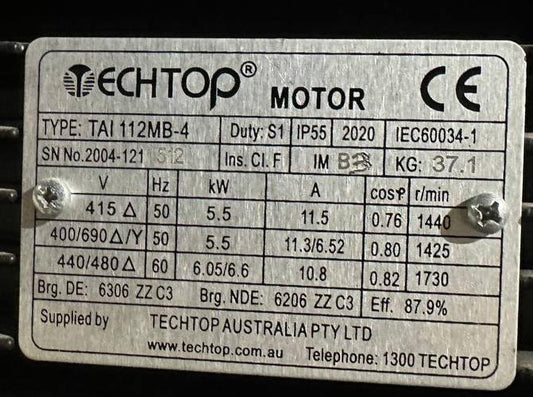 TECHTOP® MOTOR CE
TYPE: TAI 112MB-4 Duty: S1 IP55 2020 IEC60034-1
SN No.2004-1211512 Ins. Cl. F IM KG: 37.1
V Hz kW A cosφ r/min
415 Δ 50 5.5 11.5 0.76 1440
400/690 Δ/Y 50 5.5 11.3/6.52 0.80 1425
440/480 Δ 60 6.05/6.6 10.8 0.82 1730
Brg. DE: 6306 ZZ C3 Brg. NDE: 6206 ZZ C3 Eff. 87.9%
Supplied by TECHTOP AUSTRALIA PTY LTD
www.techtop.com.au Telephone: 1300 TECHTOP